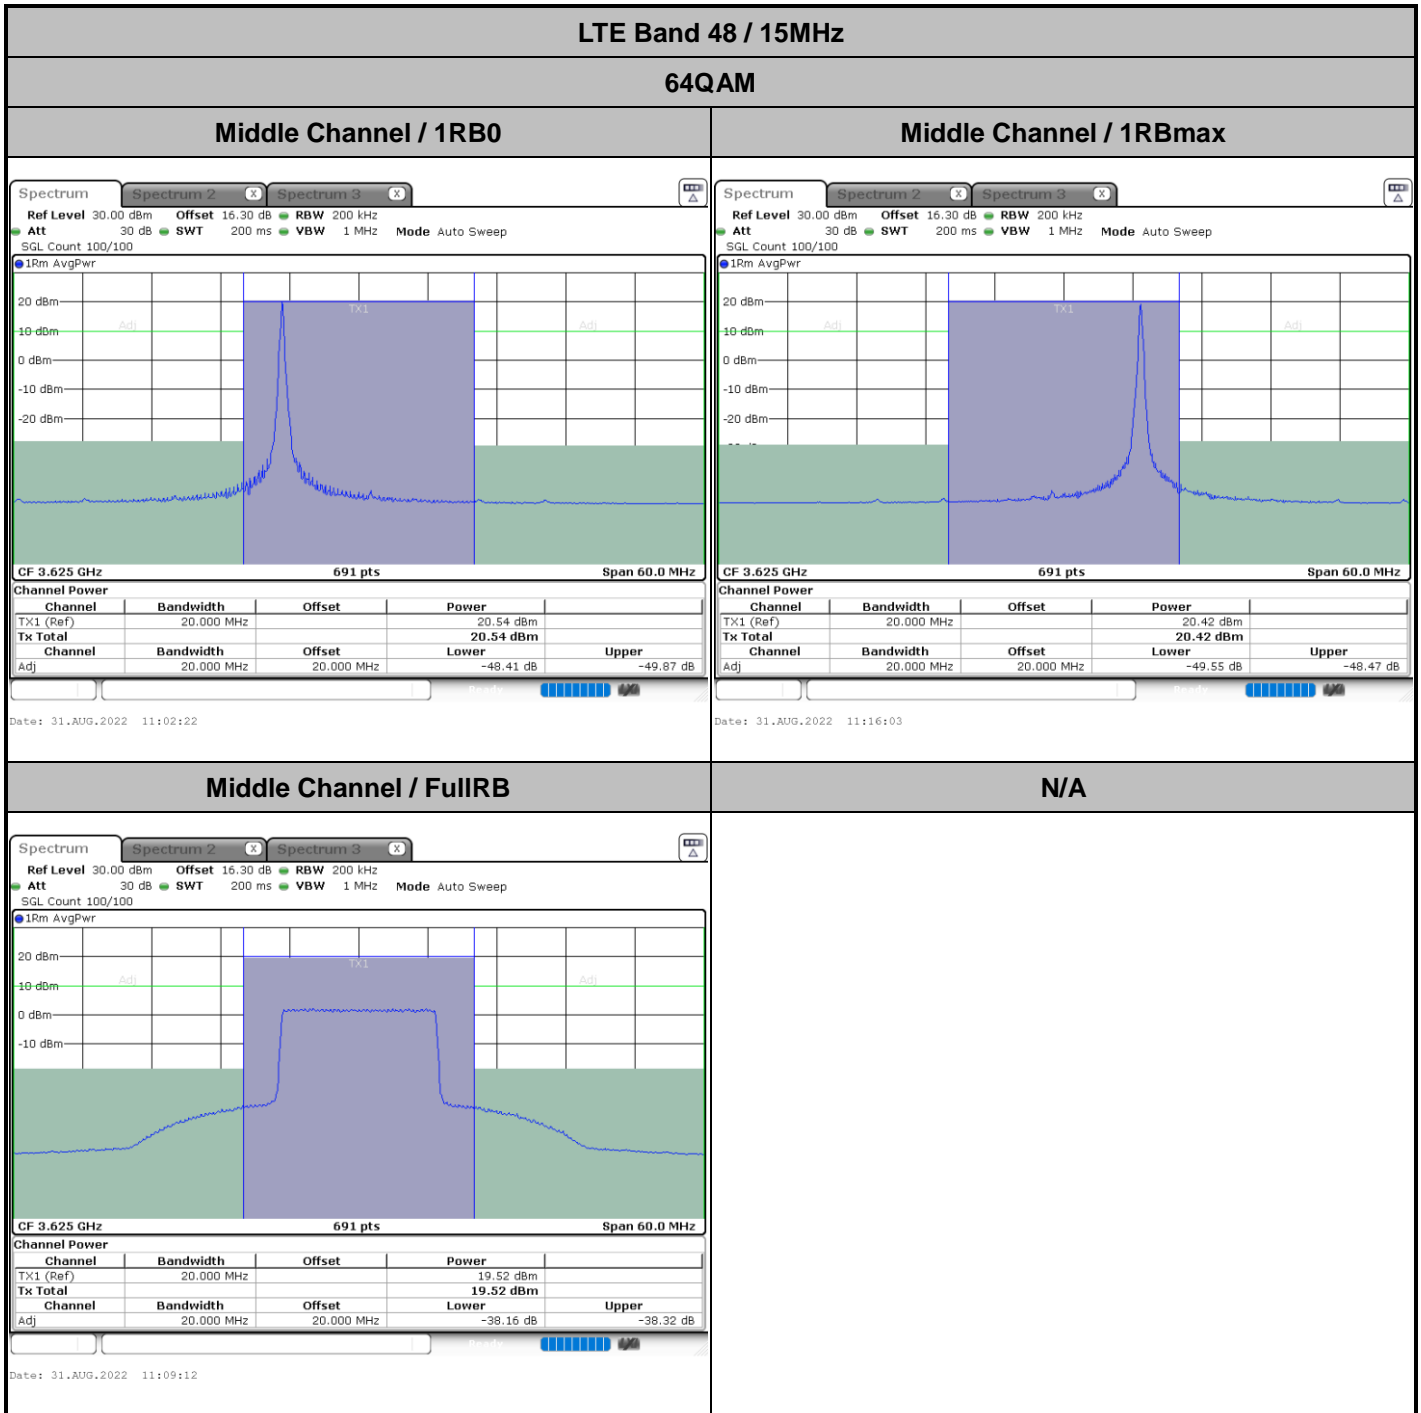 LTE Band 48 / 15MHz
64QAM
Middle Channel / 1RB0
Middle Channel / 1RBmax
Spectrum Spectrum 2 X Spectrum 3 X
Ref Level 30.00 dBm Offset 16.30 dB RBW 200 kHz
Att 30 dB SWT 200 ms VBW 1 MHz Mode Auto Sweep
SGL Count 100/100
1Rm AvgPwr
TX1
20 dBm
Adj Adj
10 dBm
0 dBm
-10 dBm
-20 dBm
CF 3.625 GHz 691 pts Span 60.0 MHz
Channel Power
Channel Bandwidth Offset Power
TX1 (Ref) 20.000 MHz 20.54 dBm
Tx Total 20.54 dBm
Channel Bandwidth Offset Lower Upper
Adj 20.000 MHz 20.000 MHz -48.41 dB -49.87 dB
Ready
Date: 31.AUG.2022 11:02:22
Spectrum Spectrum 2 X Spectrum 3 X
Ref Level 30.00 dBm Offset 16.30 dB RBW 200 kHz
Att 30 dB SWT 200 ms VBW 1 MHz Mode Auto Sweep
SGL Count 100/100
1Rm AvgPwr
TX1
20 dBm
Adj Adj
10 dBm
0 dBm
-10 dBm
-20 dBm
CF 3.625 GHz 691 pts Span 60.0 MHz
Channel Power
Channel Bandwidth Offset Power
TX1 (Ref) 20.000 MHz 20.42 dBm
Tx Total 20.42 dBm
Channel Bandwidth Offset Lower Upper
Adj 20.000 MHz 20.000 MHz -49.55 dB -48.47 dB
Ready
Date: 31.AUG.2022 11:16:03
Middle Channel / FullRB
N/A
Spectrum Spectrum 2 X Spectrum 3 X
Ref Level 30.00 dBm Offset 16.30 dB RBW 200 kHz
Att 30 dB SWT 200 ms VBW 1 MHz Mode Auto Sweep
SGL Count 100/100
1Rm AvgPwr
20 dBm
TX1
Adj Adj
10 dBm
0 dBm
-10 dBm
CF 3.625 GHz 691 pts Span 60.0 MHz
Channel Power
Channel Bandwidth Offset Power
TX1 (Ref) 20.000 MHz 19.52 dBm
Tx Total 19.52 dBm
Channel Bandwidth Offset Lower Upper
Adj 20.000 MHz 20.000 MHz -38.16 dB -38.32 dB
Ready
Date: 31.AUG.2022 11:09:12